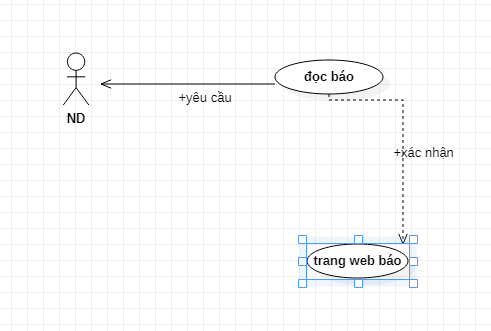 đọc báo
+yêu cầu
ND
+xác nhận
trang web báo